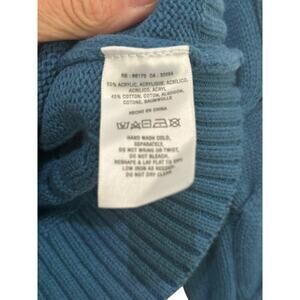 55% ACRYLIC, ACRYLIQUE, ACRILICO,
ACRILICO, ACRYL
45% COTTON, COTON, ALGODON,
COTONE, BAUMWOLLE
HECHO EN CHINA
HAND WASH COLD,
SEPARATELY.
DO NOT WRING OR TWIST,
DO NOT BLEACH.
RESHAPE & LAY FLAT TO DRY
LOW IRON AS NEEDED.
DO NOT DRY CLEAN